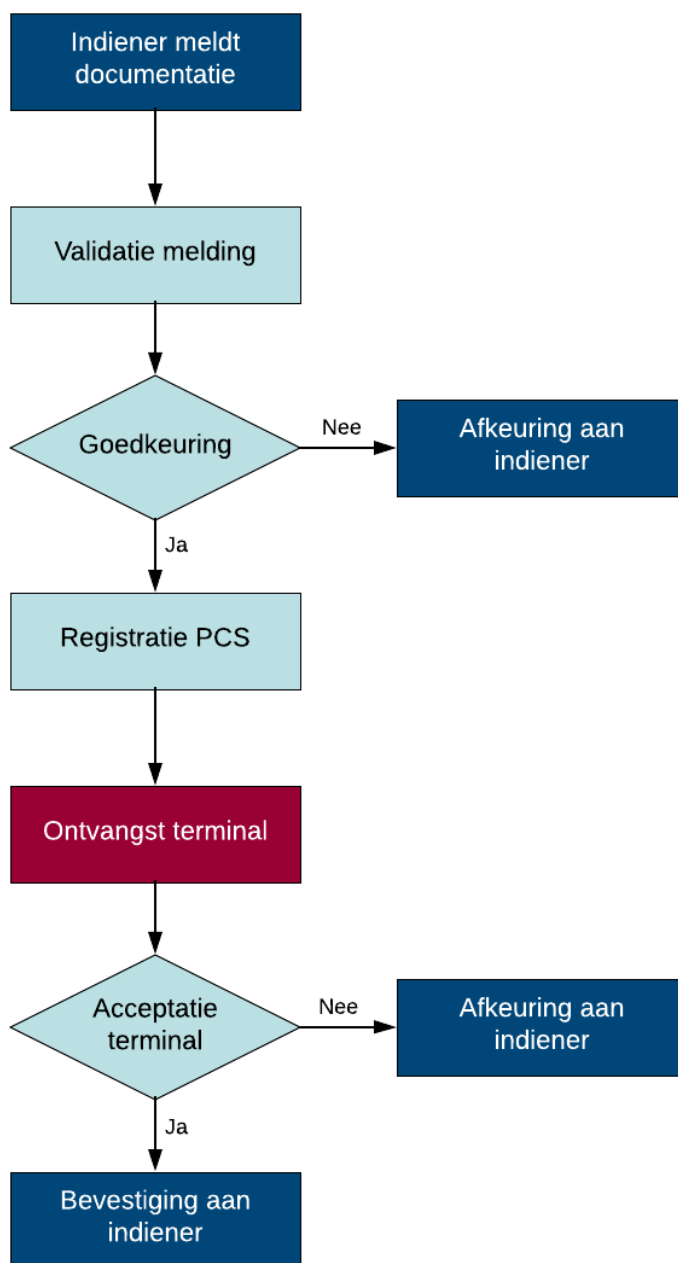 Indiener meldt
documentatie
Validatie melding
Goedkeuring
Nee
Afkeuring aan
indiener
Ja
Registratie PCS
Ontvangst terminal
Acceptatie
terminal
Nee
Afkeuring aan
indiener
Ja
Bevestiging aan
indiener